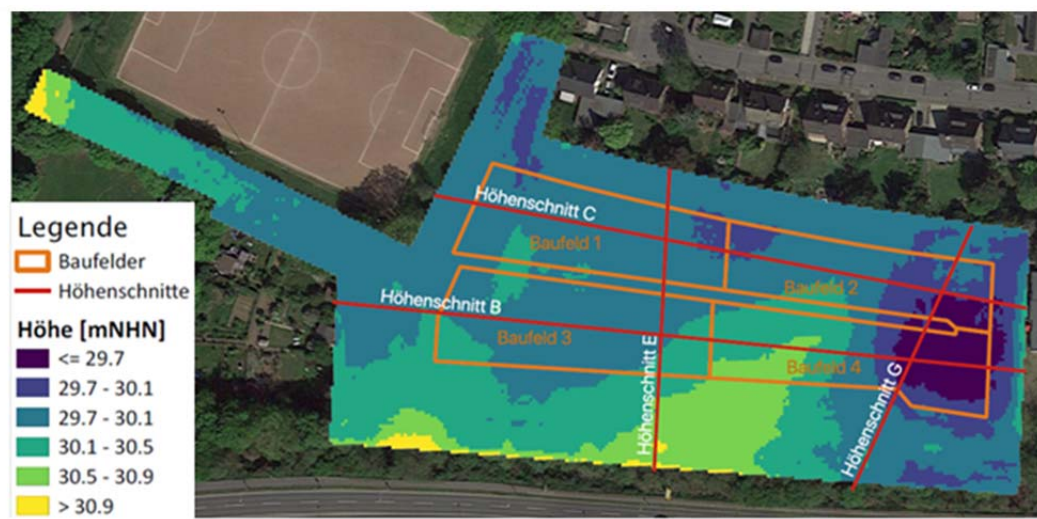 Höhenschnitt C
Baufeld 1
Baufeld 2
Höhenschnitt B
Baufeld 3
Höhenschnitt E
Baufeld 4
Höhenschnitt G
Legende
Baufelder
Höhenschnitte
Höhe [mNHN]
<= 29.7
29.7 - 30.1
29.7 - 30.1
30.1 - 30.5
30.5 - 30.9
> 30.9